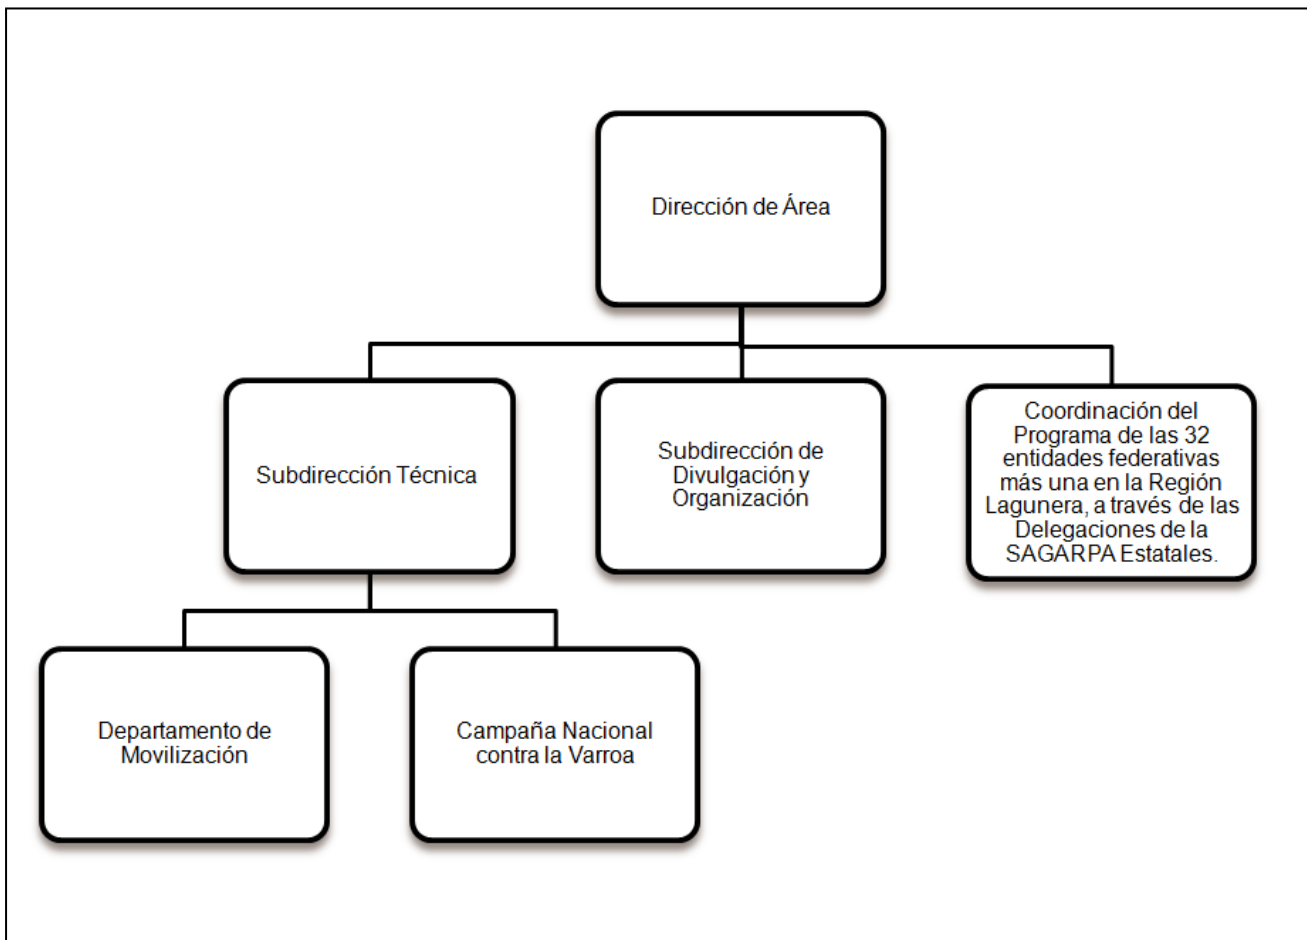 Dirección de Área
Subdirección Técnica
Subdirección de
Divulgación y
Organización
Coordinación del
Programa de las 32
entidades federativas
más una en la Región
Lagunera, a través de las
Delegaciones de la
SAGARPA Estatales.
Departamento de
Movilización
Campaña Nacional
contra la Varroa